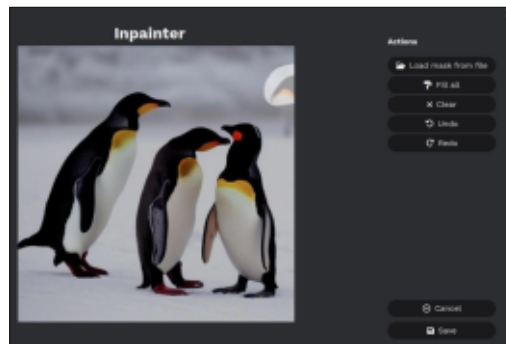 Inpainter
Actions
Load mask from file
Fill all
Clear
Undo
Redo
Cancel
Save